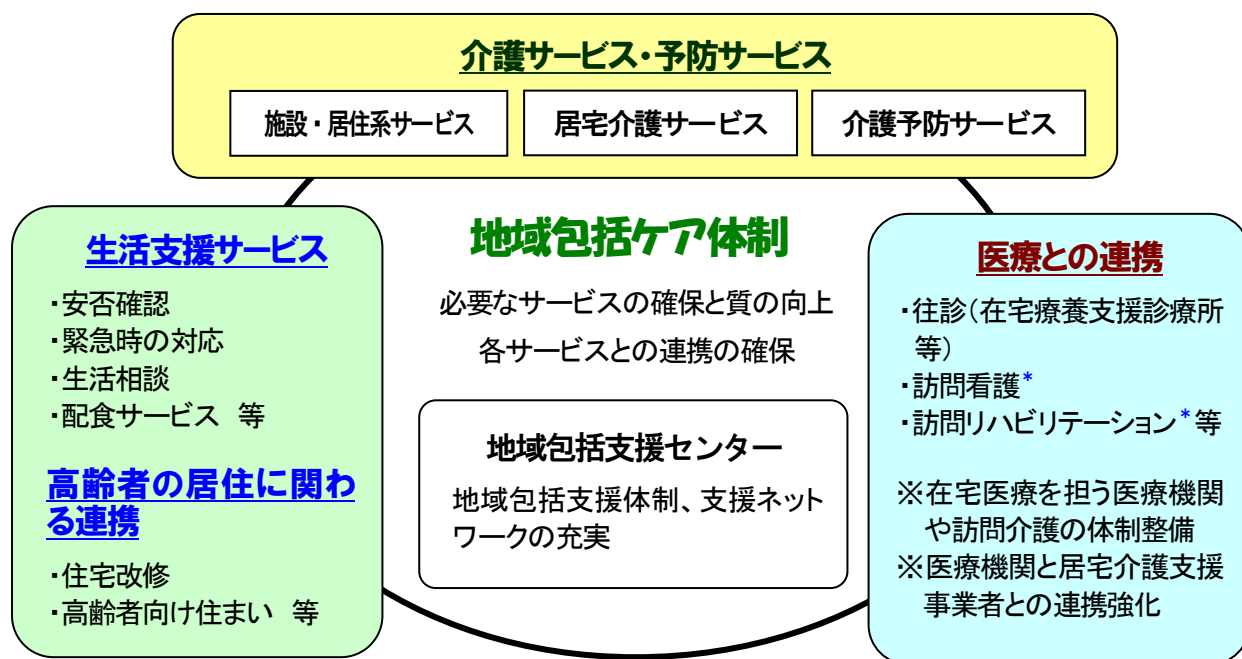 介護サービス・予防サービス
施設・居住系サービス
居宅介護サービス
介護予防サービス
生活支援サービス
・安否確認
・緊急時の対応
・生活相談
・配食サービス　等
高齢者の居住に関わ
る連携
・住宅改修
・高齢者向け住まい　等
地域包括ケア体制
必要なサービスの確保と質の向上
各サービスとの連携の確保
地域包括支援センター
地域包括支援体制、支援ネット
ワークの充実
医療との連携
・往診（在宅療養支援診療所
等）
・訪問看護*
・訪問リハビリテーション*等
※在宅医療を担う医療機関
や訪問介護の体制整備
※医療機関と居宅介護支援
事業者との連携強化